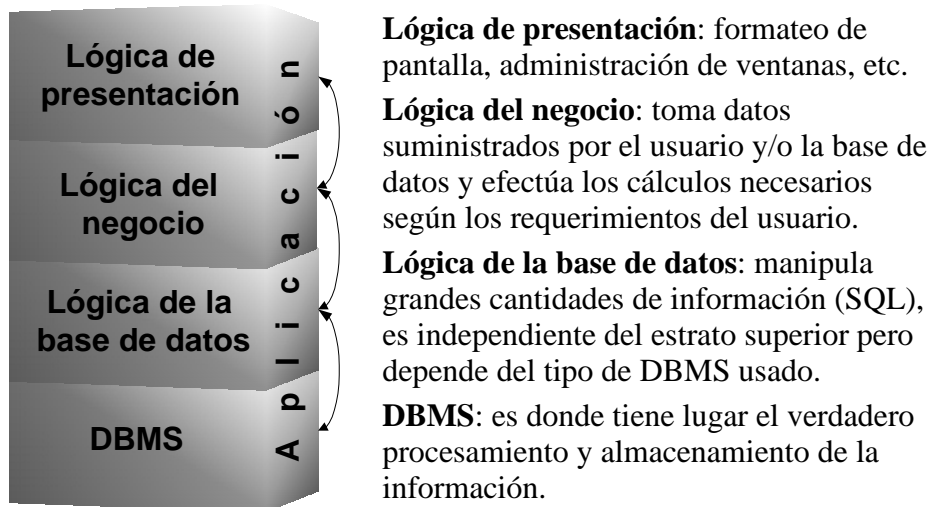 Lógica de
presentación
Lógica del
negocio
Lógica de la
base de datos
DBMS
Aplicación
Lógica de presentación: formateo de
pantalla, administración de ventanas, etc.
Lógica del negocio: toma datos
suministrados por el usuario y/o la base de
datos y efectúa los cálculos necesarios
según los requerimientos del usuario.
Lógica de la base de datos: manipula
grandes cantidades de información (SQL),
es independiente del estrato superior pero
depende del tipo de DBMS usado.
DBMS: es donde tiene lugar el verdadero
procesamiento y almacenamiento de la
información.